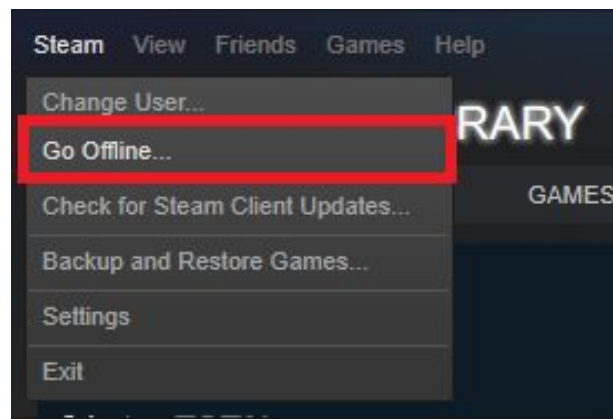 Steam View Friends Games Help
Change User...
RARY
Go Offline...
GAMES
Check for Steam Client Updates...
Backup and Restore Games...
Settings
Exit